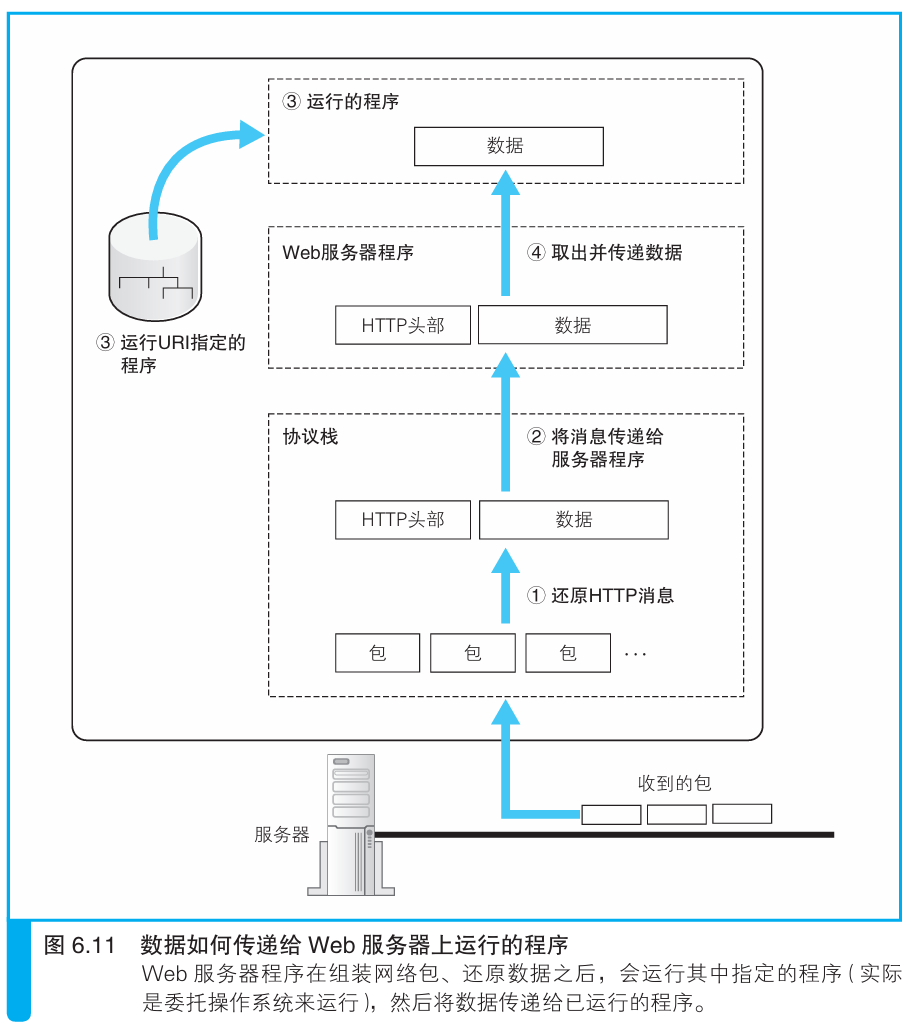 ③ 运行的程序
数据
Web服务器程序
④ 取出并传递数据
HTTP头部
数据
③ 运行URI指定的
程序
协议栈
② 将消息传递给
服务器程序
HTTP头部
数据
① 还原HTTP消息
包
包
包
···
收到的包
服务器
图 6.11 数据如何传递给 Web 服务器上运行的程序
Web 服务器程序在组装网络包、还原数据之后，会运行其中指定的程序（实际
是委托操作系统来运行），然后将数据传递给已运行的程序。